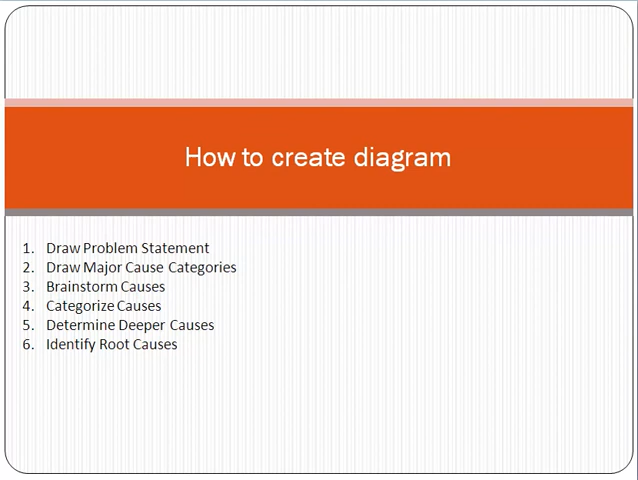 How to create diagram
1. Draw Problem Statement
2. Draw Major Cause Categories
3. Brainstorm Causes
4. Categorize Causes
5. Determine Deeper Causes
6. Identify Root Causes